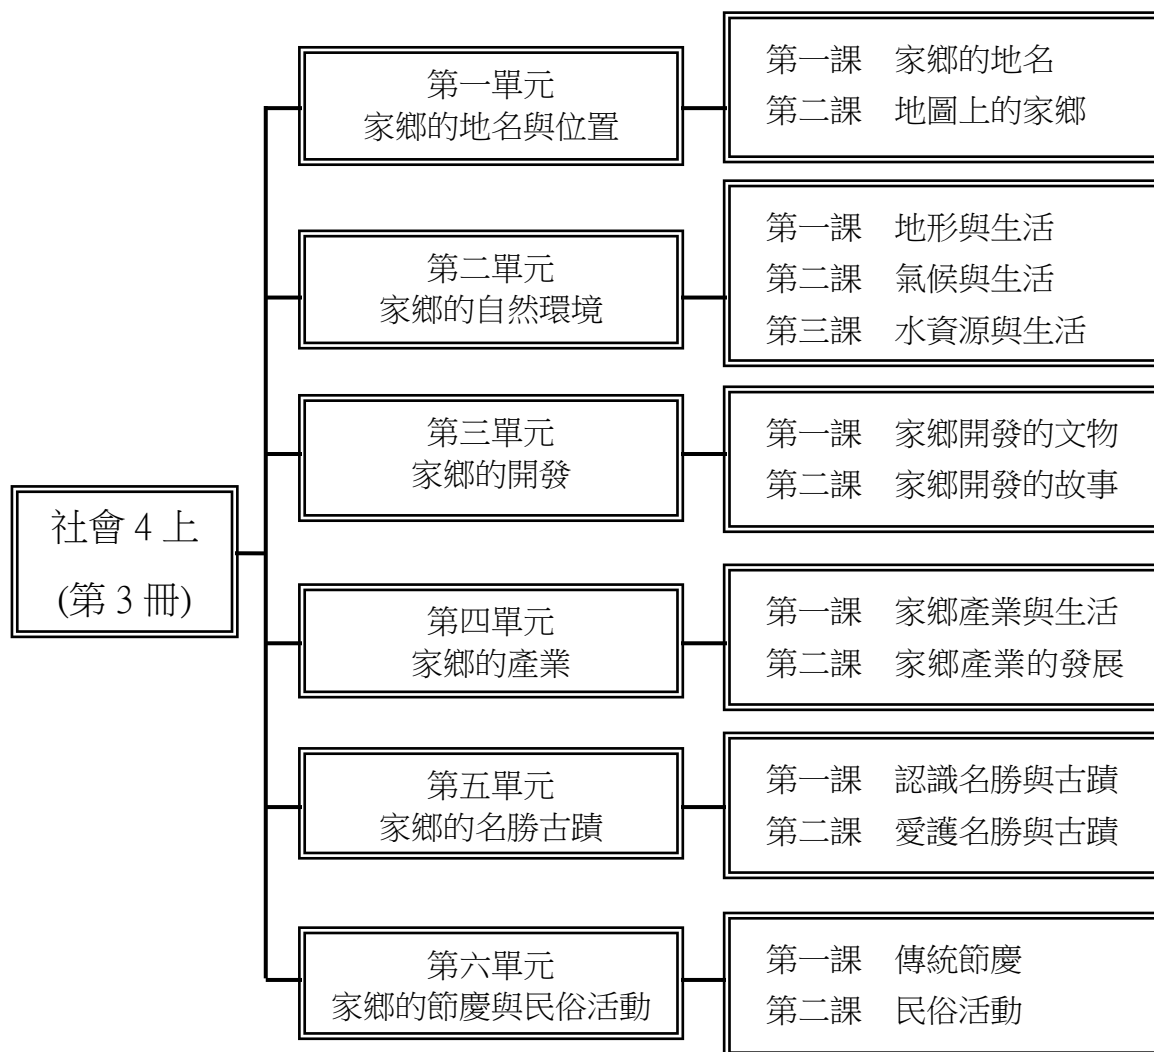 社會 4 上
(第 3 冊)
第一單元
家鄉的地名與位置
第一課 家鄉的地名
第二課 地圖上的家鄉
第二單元
家鄉的自然環境
第一課 地形與生活
第二課 氣候與生活
第三課 水資源與生活
第三單元
家鄉的開發
第一課 家鄉開發的文物
第二課 家鄉開發的故事
第四單元
家鄉的產業
第一課 家鄉產業與生活
第二課 家鄉產業的發展
第五單元
家鄉的名勝古蹟
第一課 認識名勝與古蹟
第二課 愛護名勝與古蹟
第六單元
家鄉的節慶與民俗活動
第一課 傳統節慶
第二課 民俗活動